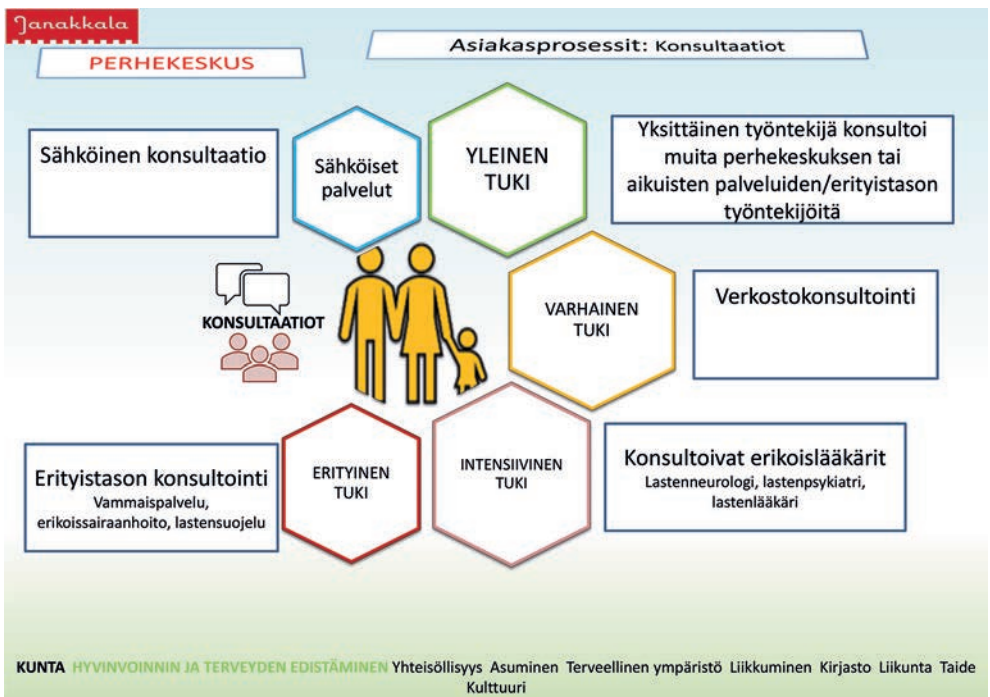 Janakkala
PERHEKESKUS
Asiakasprosessit: Konsultaatiot
Sähköinen konsultaatio
Sähköiset
palvelut
YLEINEN
TUKI
Yksittäinen työntekijä konsultoi
muita perhekeskuksen tai
aikuisten palveluiden/erityistason
työntekijöitä
KONSULTAATIOT
VARHAINEN
TUKI
Verkostokonsultointi
Erityistason konsultointi
Vammaispalvelu,
erikoissairaanhoito, lastensuojelu
ERITYINEN
TUKI
INTENSIIVINEN
TUKI
Konsultoivat erikoislääkärit
Lastenneurologi, lastenpsykiatri,
lastenlääkäri
KUNTA HYVINVOINNIN JA TERVEYDEN EDISTÄMINEN Yhteisöllisyys Asuminen Terveellinen ympäristö Liikkuminen Kirjasto Liikunta Taide
Kulttuuri